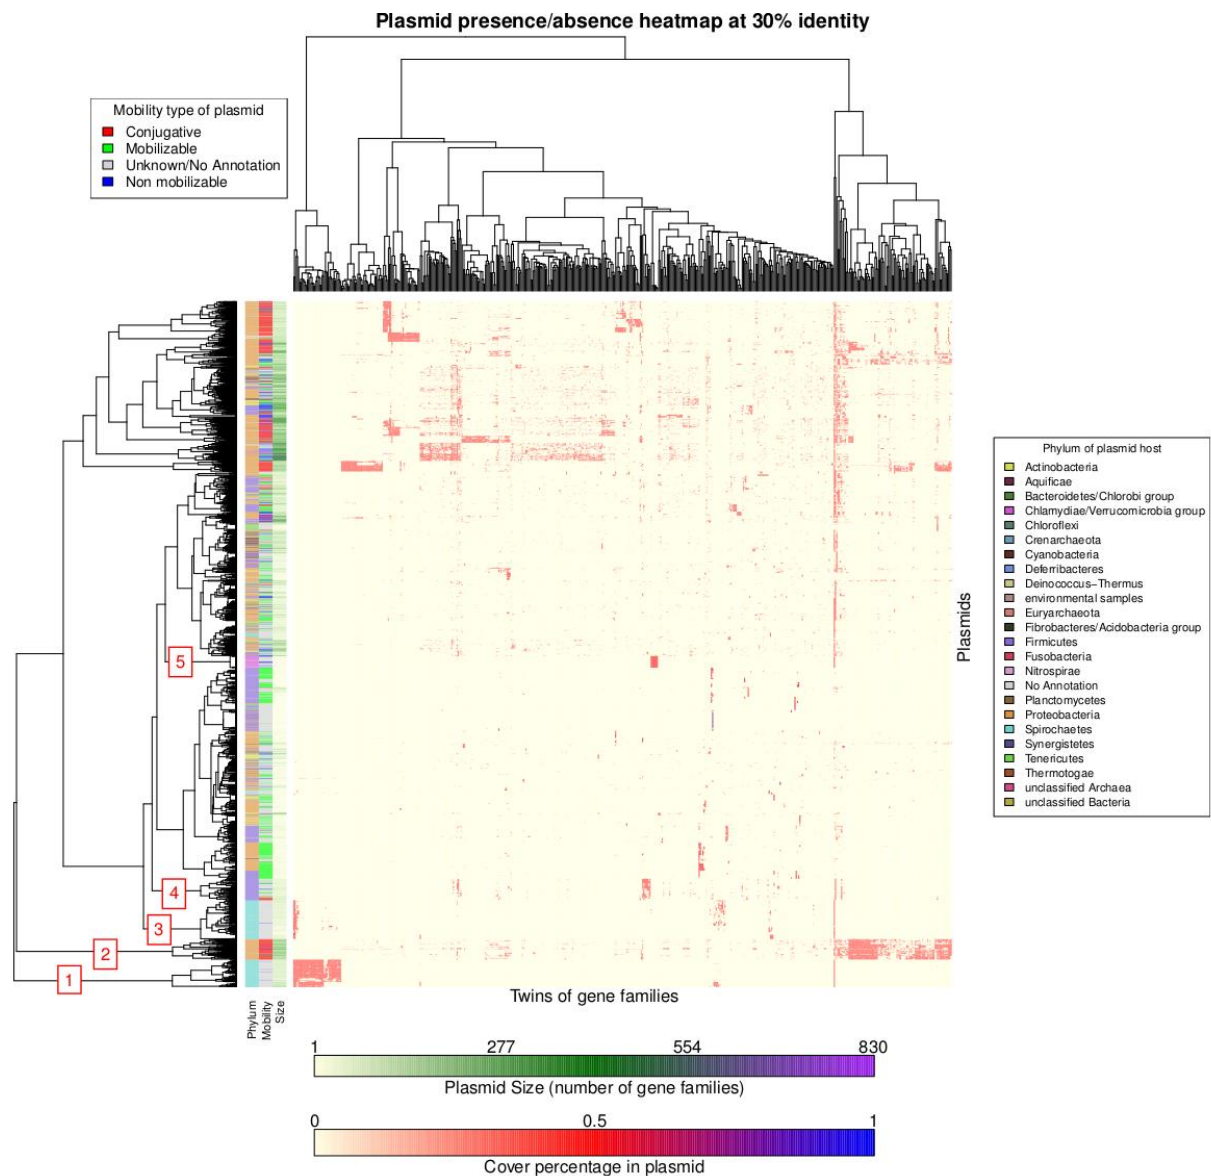 Plasmid presence/absence heatmap at 30% identity
Mobility type of plasmid
Conjugative
Mobilizable
Unknown/No Annotation
Non mobilizable
Phylum of plasmid host
Actinobacteria
Aquificae
Bacteroidetes/Chlorobi group
Chlamydiae/Verrucomicrobia group
Chloroflexi
Crenarchaeota
Cyanobacteria
Deferribacteres
Deinococcus−Thermus
environmental samples
Euryarchaeota
Fibrobacteres/Acidobacteria group
Firmicutes
Fusobacteria
Nitrospirae
No Annotation
Planctomycetes
Proteobacteria
Spirochaetes
Synergistetes
Tenericutes
Thermotogae
unclassified Archaea
unclassified Bacteria
Plasmids
5
4
3
2
1
Twins of gene families
Phylum
Mobility
Size
1 277 554 830
Plasmid Size (number of gene families)
0 0.5 1
Cover percentage in plasmid